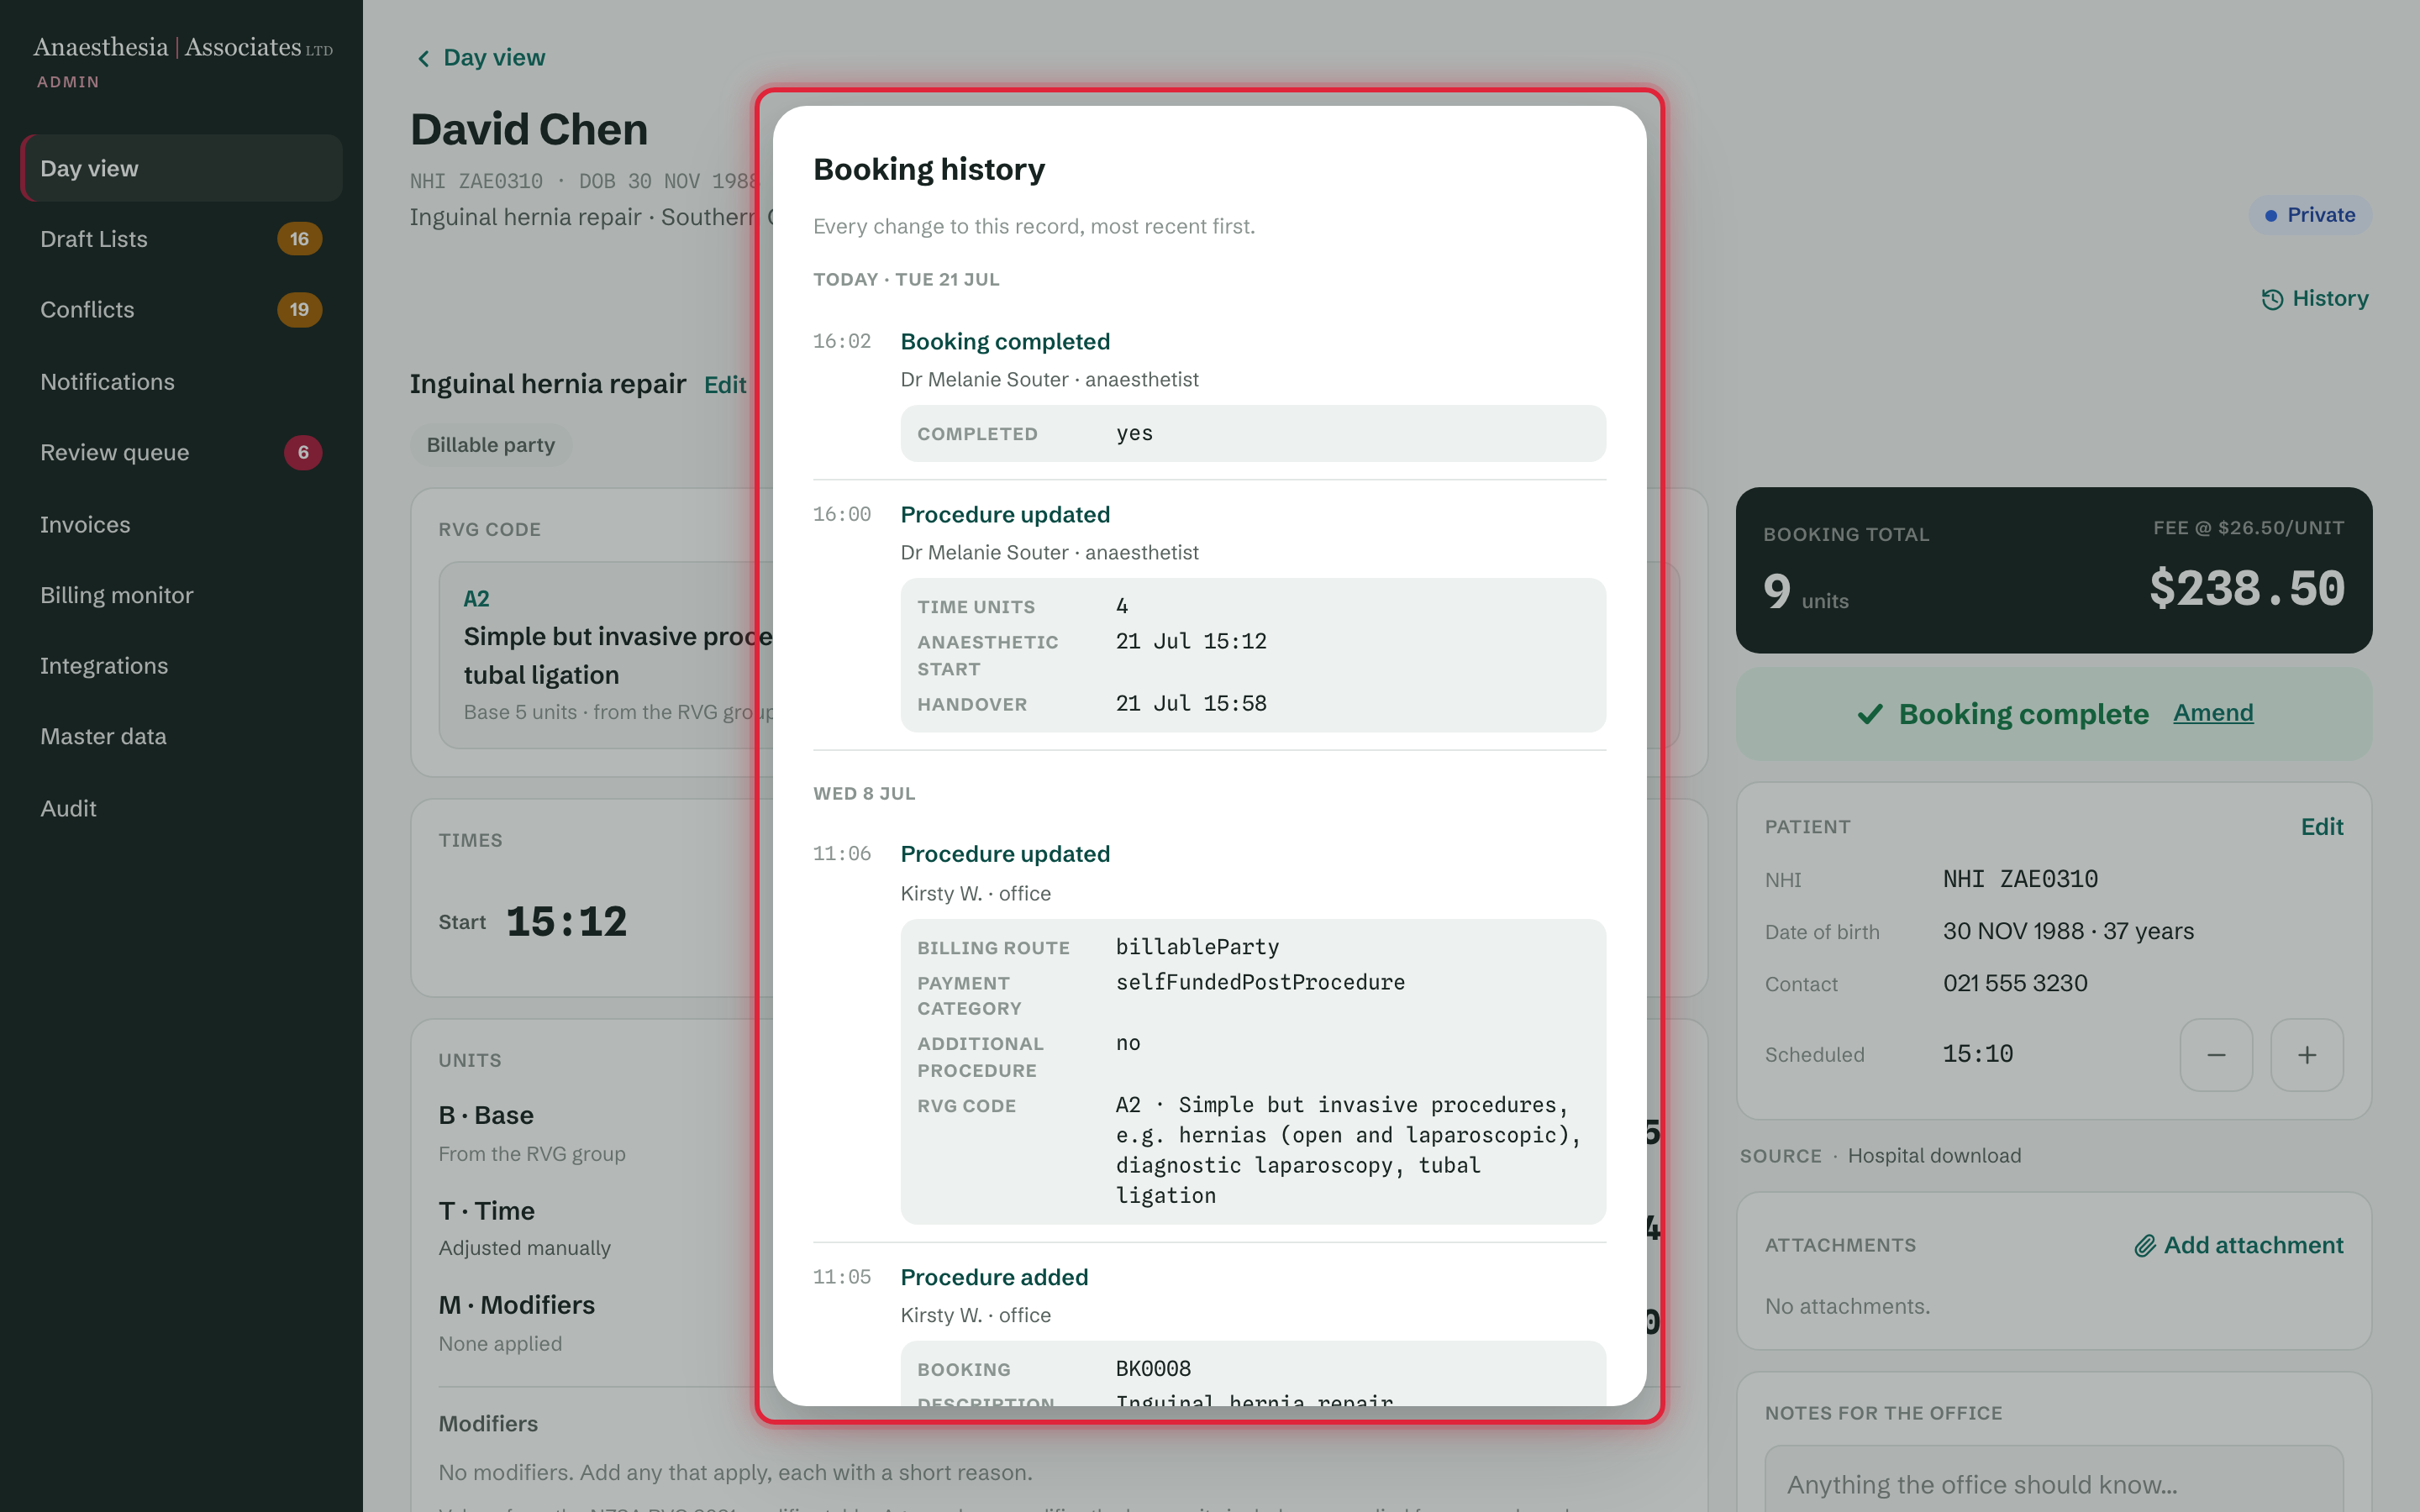 Anaesthesia | Associates LTD
ADMIN
Day view
Draft Lists 16
Conflicts 19
Notifications
Review queue 6
Invoices
Billing monitor
Integrations
Master data
Audit
Day view
David Chen
NHI ZAE0310 · DOB 30 NOV 1988
Inguinal hernia repair · Southern
Private
History
Inguinal hernia repair Edit
Billable party
RVG CODE
A2
Simple but invasive proce
tubal ligation
Base 5 units · from the RVG group
TIMES
Start 15:12
UNITS
B · Base
From the RVG group
5
T · Time
Adjusted manually
4
M · Modifiers
None applied
0
Modifiers
No modifiers. Add any that apply, each with a short reason.
Booking history
Every change to this record, most recent first.
TODAY · TUE 21 JUL
16:02 Booking completed
Dr Melanie Souter · anaesthetist
COMPLETED yes
16:00 Procedure updated
Dr Melanie Souter · anaesthetist
TIME UNITS 4
ANAESTHETIC START 21 Jul 15:12
HANDOVER 21 Jul 15:58
WED 8 JUL
11:06 Procedure updated
Kirsty W. · office
BILLING ROUTE billableParty
PAYMENT CATEGORY selfFundedPostProcedure
ADDITIONAL PROCEDURE no
RVG CODE A2 · Simple but invasive procedures,
e.g. hernias (open and laparoscopic),
diagnostic laparoscopy, tubal
ligation
11:05 Procedure added
Kirsty W. · office
BOOKING BK0008
DESCRIPTION Inguinal hernia repair
BOOKING TOTAL FEE @ $26.50/UNIT
9 units $238.50
Booking complete Amend
PATIENT Edit
NHI NHI ZAE0310
Date of birth 30 NOV 1988 · 37 years
Contact 021 555 3230
Scheduled 15:10 − +
SOURCE · Hospital download
ATTACHMENTS Add attachment
No attachments.
NOTES FOR THE OFFICE
Anything the office should know...